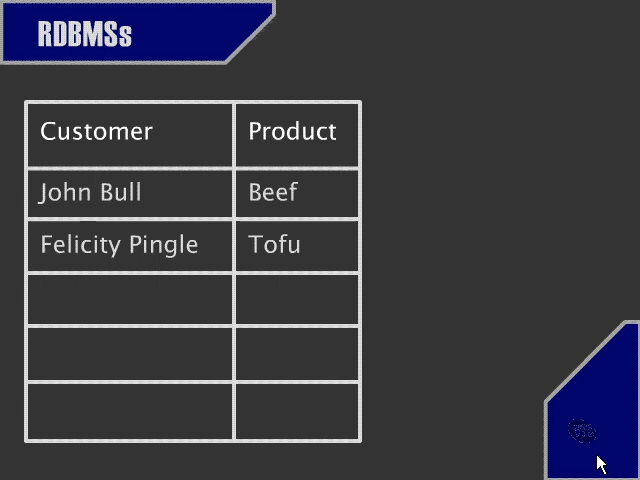 RDBMSs
Customer Product
John Bull Beef
Felicity Pingle Tofu